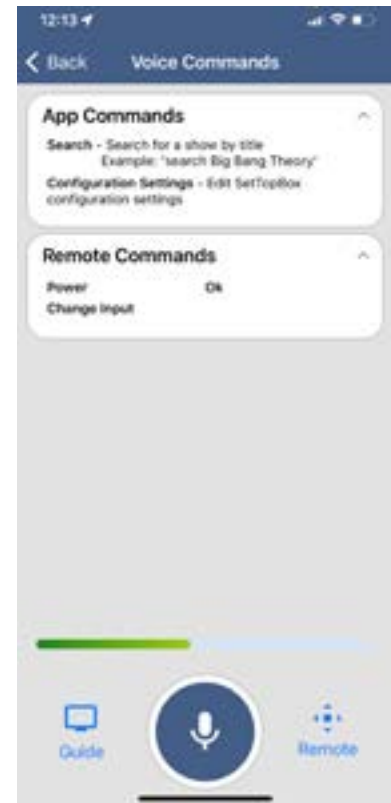 12:13
Back Voice Commands
App Commands
Search - Search for a show by title
Example: "search Big Bang Theory"
Configuration Settings - Edit SetTopBox
configuration settings
Remote Commands
Power Ok
Change Input
Guide Remote